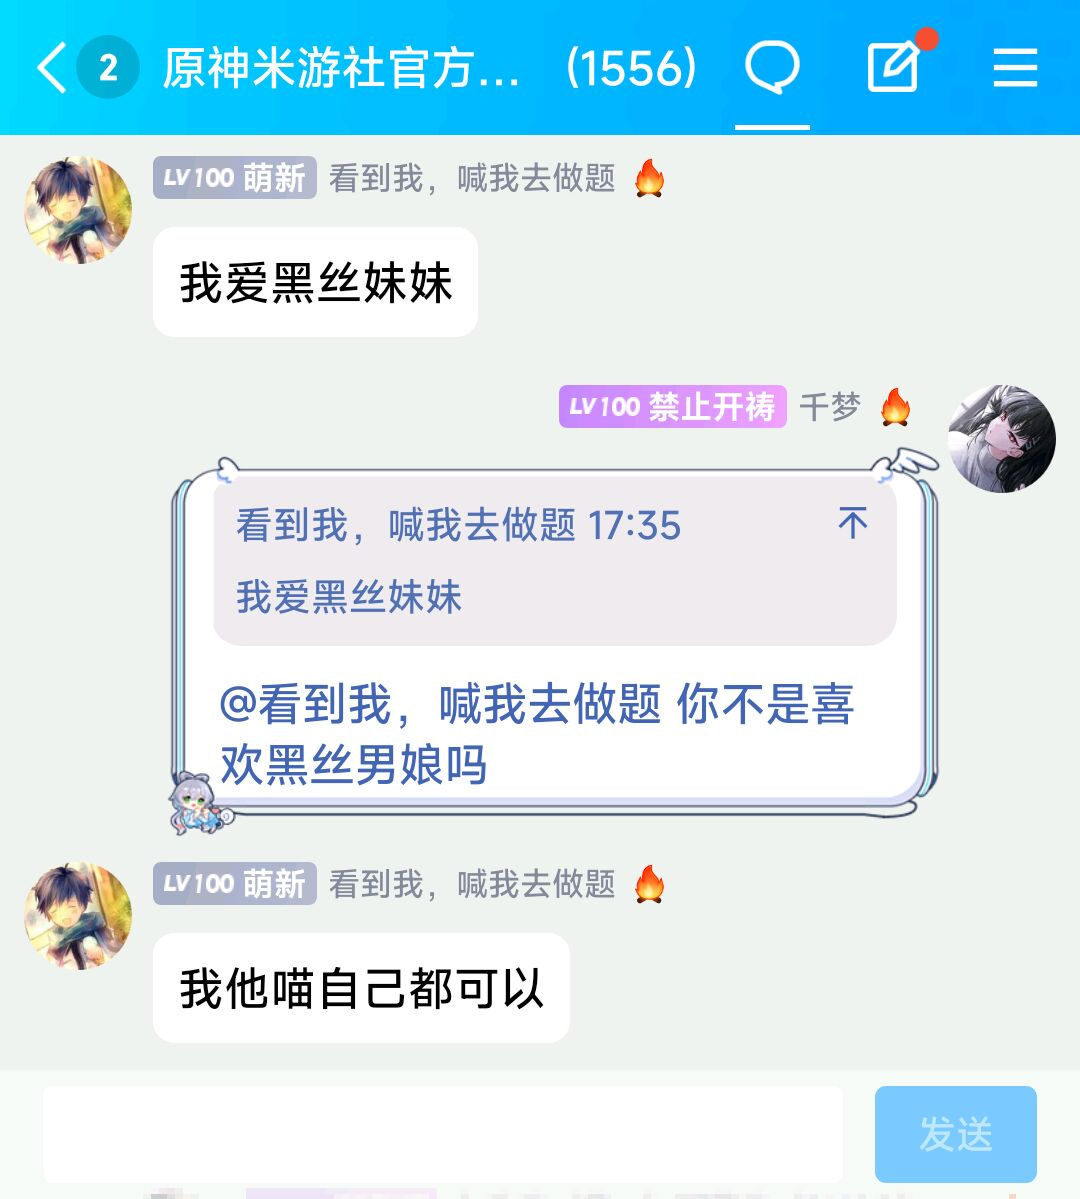 2 原神米游社官方... (1556)
LV100 萌新 看到我，喊我去做题 🔥
我爱黑丝妹妹
LV100 禁止开祷 千梦 🔥
看到我，喊我去做题 17:35
我爱黑丝妹妹
@看到我，喊我去做题 你不是喜
欢黑丝男娘吗
LV100 萌新 看到我，喊我去做题 🔥
我他喵自己都可以
发送